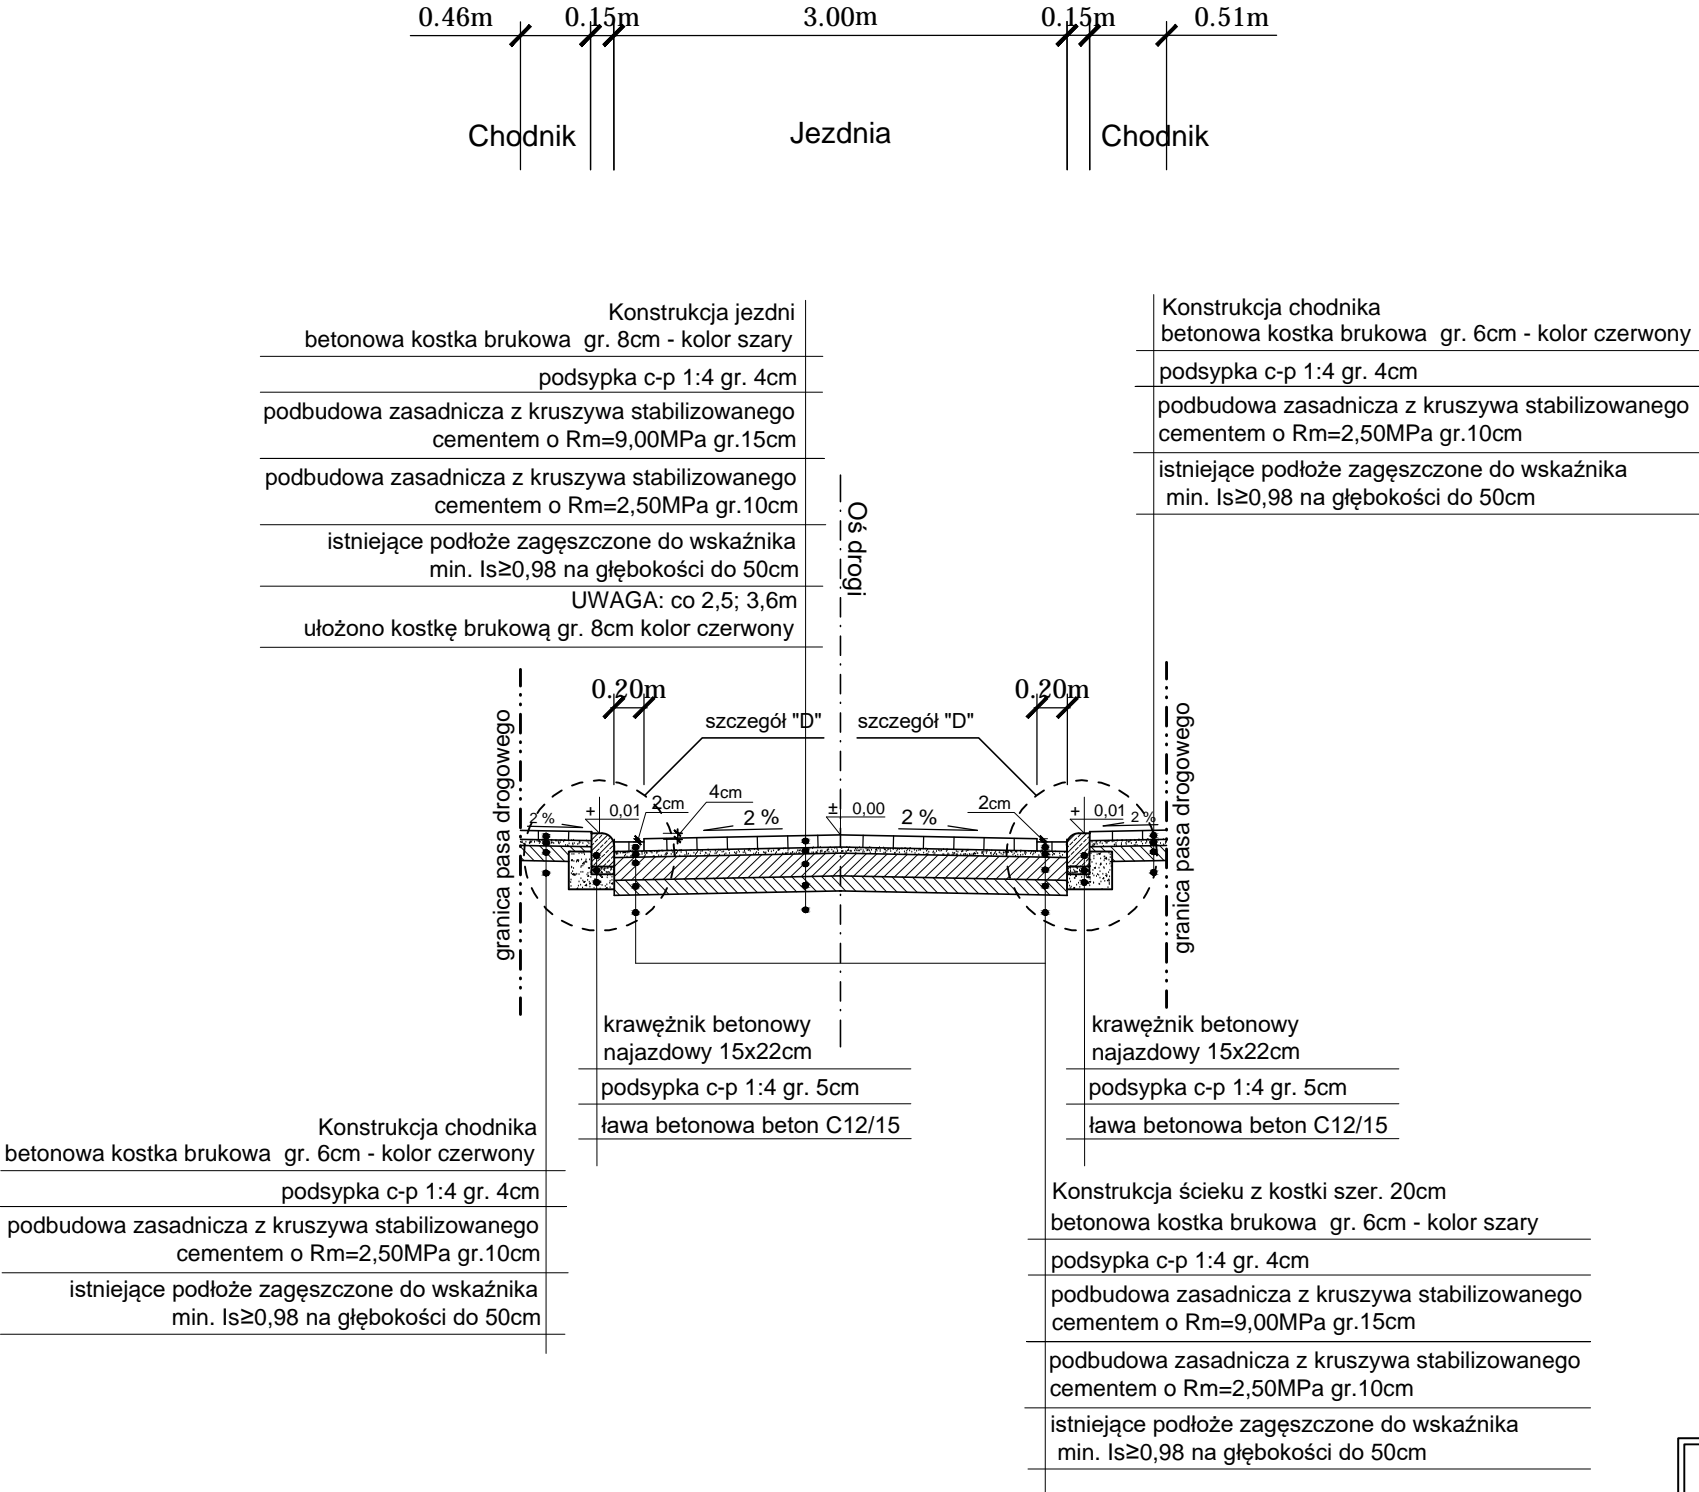 0.46m 0.15m 3.00m 0.15m 0.51m
Chodnik Jezdnia Chodnik
Konstrukcja jezdni
betonowa kostka brukowa gr. 8cm - kolor szary
podsypka c-p 1:4 gr. 4cm
podbudowa zasadnicza z kruszywa stabilizowanego
cementem o Rm=9,00MPa gr.15cm
podbudowa zasadnicza z kruszywa stabilizowanego
cementem o Rm=2,50MPa gr.10cm
istniejące podłoże zagęszczone do wskaźnika
min. Is≥0,98 na głębokości do 50cm
UWAGA: co 2,5; 3,6m
ułożono kostkę brukową gr. 8cm kolor czerwony
Konstrukcja chodnika
betonowa kostka brukowa gr. 6cm - kolor czerwony
podsypka c-p 1:4 gr. 4cm
podbudowa zasadnicza z kruszywa stabilizowanego
cementem o Rm=2,50MPa gr.10cm
istniejące podłoże zagęszczone do wskaźnika
min. Is≥0,98 na głębokości do 50cm
Oś drogi
0.20m 0.20m
szczegół "D" szczegół "D"
granica pasa drogowego
granica pasa drogowego
2 % + 0,01 2cm 4cm 2 % ± 0,00 2 % 2cm + 0,01 2 %
krawężnik betonowy
najazdowy 15x22cm
podsypka c-p 1:4 gr. 5cm
ława betonowa beton C12/15
krawężnik betonowy
najazdowy 15x22cm
podsypka c-p 1:4 gr. 5cm
ława betonowa beton C12/15
Konstrukcja chodnika
betonowa kostka brukowa gr. 6cm - kolor czerwony
podsypka c-p 1:4 gr. 4cm
podbudowa zasadnicza z kruszywa stabilizowanego
cementem o Rm=2,50MPa gr.10cm
istniejące podłoże zagęszczone do wskaźnika
min. Is≥0,98 na głębokości do 50cm
Konstrukcja ścieku z kostki szer. 20cm
betonowa kostka brukowa gr. 6cm - kolor szary
podsypka c-p 1:4 gr. 4cm
podbudowa zasadnicza z kruszywa stabilizowanego
cementem o Rm=9,00MPa gr.15cm
podbudowa zasadnicza z kruszywa stabilizowanego
cementem o Rm=2,50MPa gr.10cm
istniejące podłoże zagęszczone do wskaźnika
min. Is≥0,98 na głębokości do 50cm